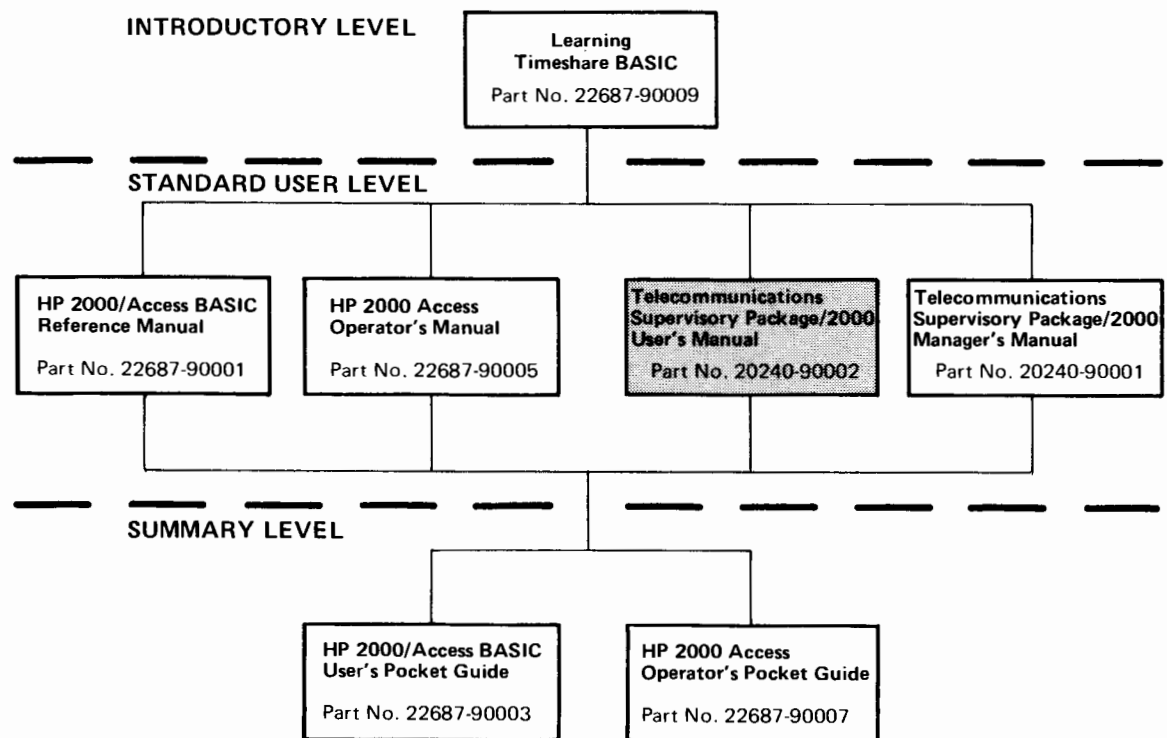 INTRODUCTORY LEVEL
Learning
Timeshare BASIC
Part No. 22687-90009
STANDARD USER LEVEL
HP 2000/Access BASIC
Reference Manual
Part No. 22687-90001
HP 2000 Access
Operator's Manual
Part No. 22687-90005
Telecommunications
Supervisory Package/2000
User's Manual
Part No. 20240-90002
Telecommunications
Supervisory Package/2000
Manager's Manual
Part No. 20240-90001
SUMMARY LEVEL
HP 2000/Access BASIC
User's Pocket Guide
Part No. 22687-90003
HP 2000 Access
Operator's Pocket Guide
Part No. 22687-90007